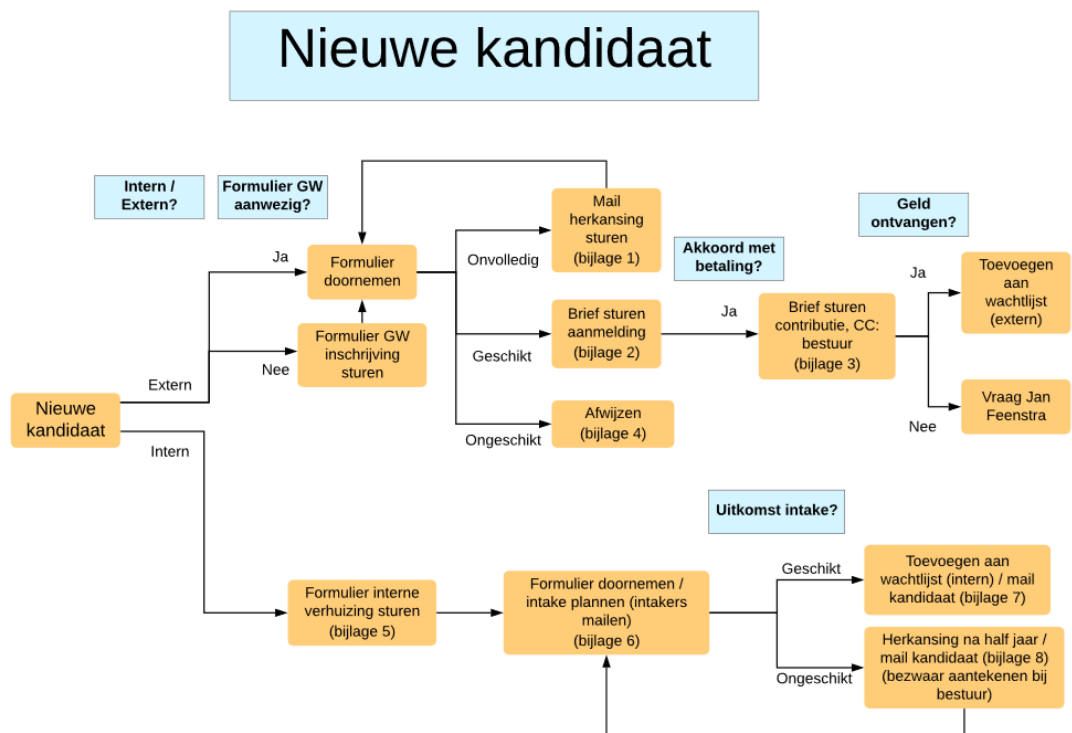 Nieuwe kandidaat
Intern /
Extern?
Formulier GW
aanwezig?
Mail
herkansing
sturen
(bijlage 1)
Geld
ontvangen?
Akkoord met
betaling?
Ja
Formulier
doornemen
Onvolledig
Ja
Toevoegen
aan
wachtlijst
(extern)
Formulier GW
inschrijving
sturen
Nee
Geschikt
Brief sturen
aanmelding
(bijlage 2)
Ja
Brief sturen
contributie, CC:
bestuur
(bijlage 3)
Extern
Nieuwe
kandidaat
Intern
Ongeschikt
Afwijzen
(bijlage 4)
Nee
Vraag Jan
Feenstra
Uitkomst intake?
Formulier interne
verhuizing sturen
(bijlage 5)
Formulier doornemen /
intake plannen (intakers
mailen)
(bijlage 6)
Geschikt
Toevoegen aan
wachtlijst (intern) / mail
kandidaat (bijlage 7)
Ongeschikt
Herkansing na half jaar /
mail kandidaat (bijlage 8)
(bezwaar aantekenen bij
bestuur)